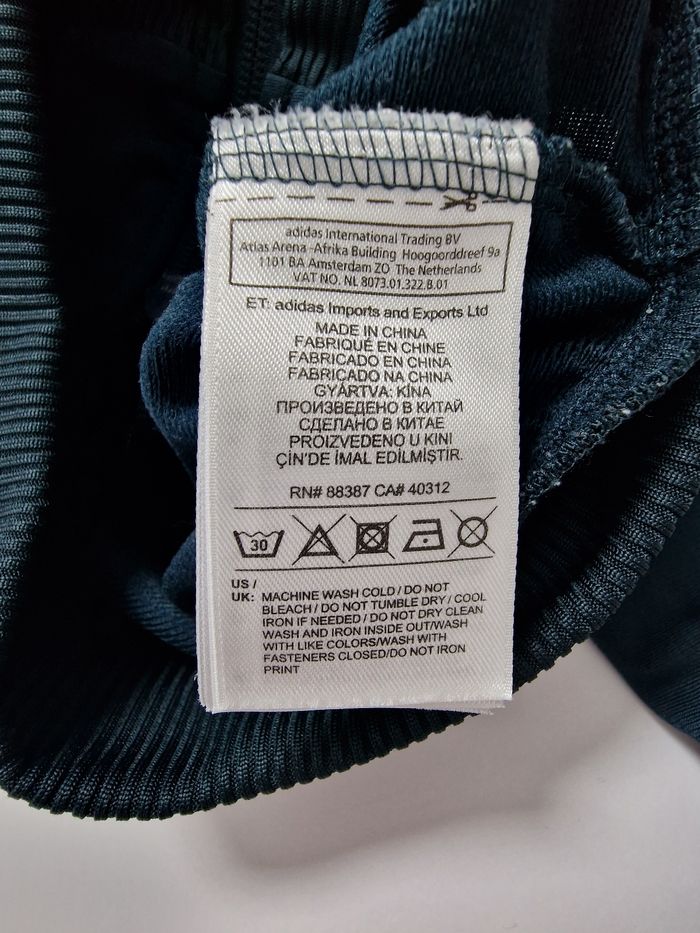 adidas International Trading BV
Atlas Arena -Afrika Building Hoogoorddreef 9a
1101 BA Amsterdam ZO The Netherlands
VAT NO. NL 8073.01.322.B.01
ET: adidas Imports and Exports Ltd
MADE IN CHINA
FABRIQUÉ EN CHINE
FABRICADO EN CHINA
FABRICADO NA CHINA
GYÁRTVA: KÍNA
ПРОИЗВЕДЕНО В КИТАЙ
СДЕЛАНО В КИТАЕ
PROIZVEDENO U KINI
ÇİN'DE İMAL EDİLMİŞTİR.
RN# 88387 CA# 40312
30
US /
UK: MACHINE WASH COLD / DO NOT
BLEACH / DO NOT TUMBLE DRY / COOL
IRON IF NEEDED / DO NOT DRY CLEAN
WASH AND IRON INSIDE OUT/WASH
WITH LIKE COLORS/WASH WITH
FASTENERS CLOSED/DO NOT IRON
PRINT